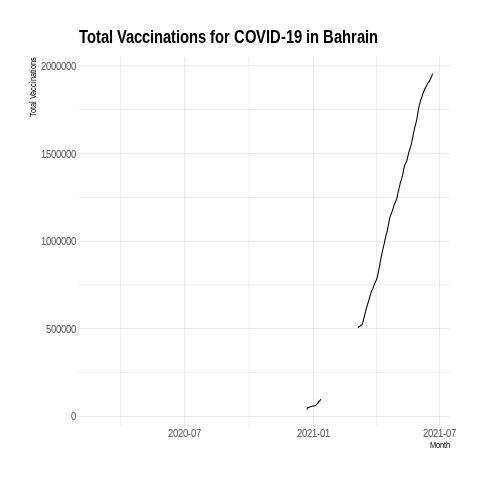 Total Vaccinations for COVID-19 in Bahrain
Total Vaccinations
2000000
1500000
1000000
500000
0
2020-07
2021-01
2021-07
Month